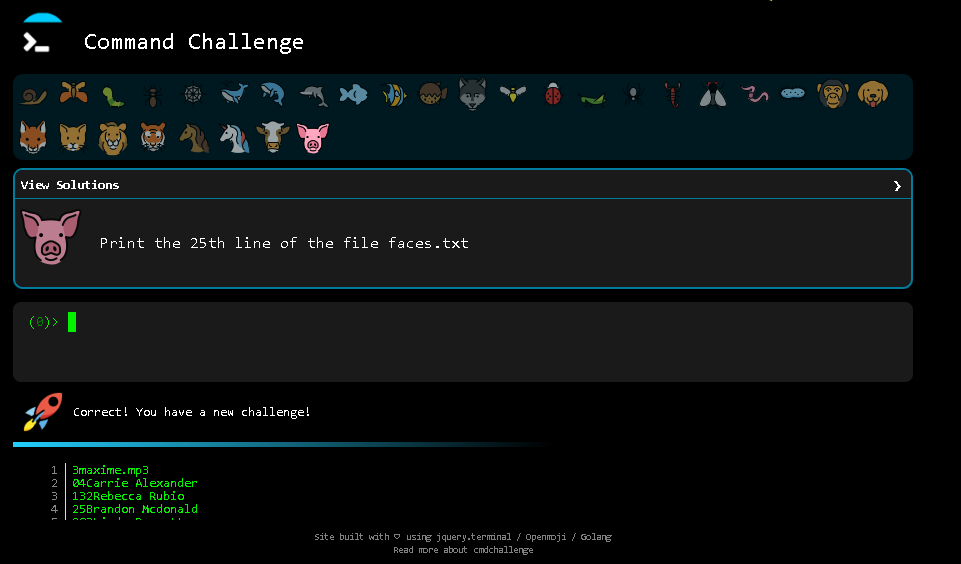 Command Challenge
View Solutions
Print the 25th line of the file faces.txt
(0)>
Correct! You have a new challenge!
1 3maxime.mp3
2 04Carrie Alexander
3 132Rebecca Rubio
4 25Brandon Mcdonald
Site built with ♡ using jquery.terminal / Openmoji / Golang
Read more about cmdchallenge